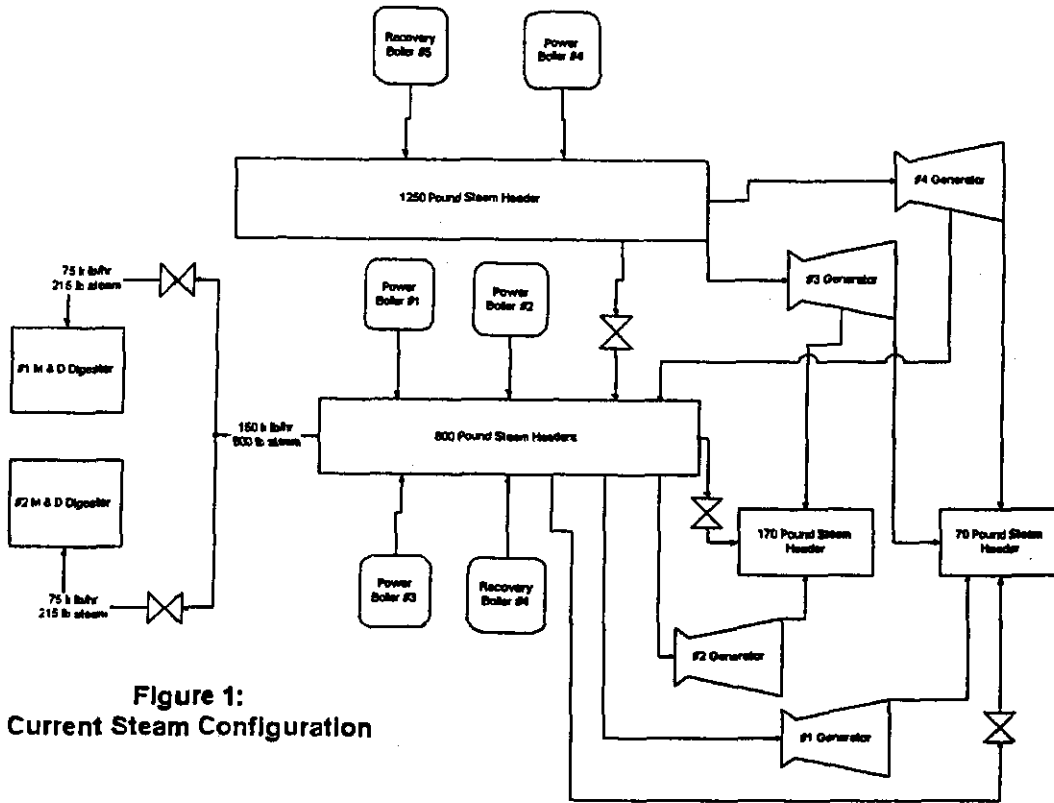 Recovery
Boiler #5
Power
Boiler #4
1250 Pound Steam Header
#4 Generator
#3 Generator
75 k lb/hr
215 lb steam
Power
Boiler #1
Power
Boiler #2
#1 M & D Digester
150 k lb/hr
lb steam
Pound Steam Headers
#2 M & D Digester
170 Pound Steam
Header
70 Pound Steam
Header
75 k lb/hr
215 lb steam
Power
Boiler #3
Recovery
Boiler #4
#2 Generator
#1 Generator
Figure 1:
Current Steam Configuration